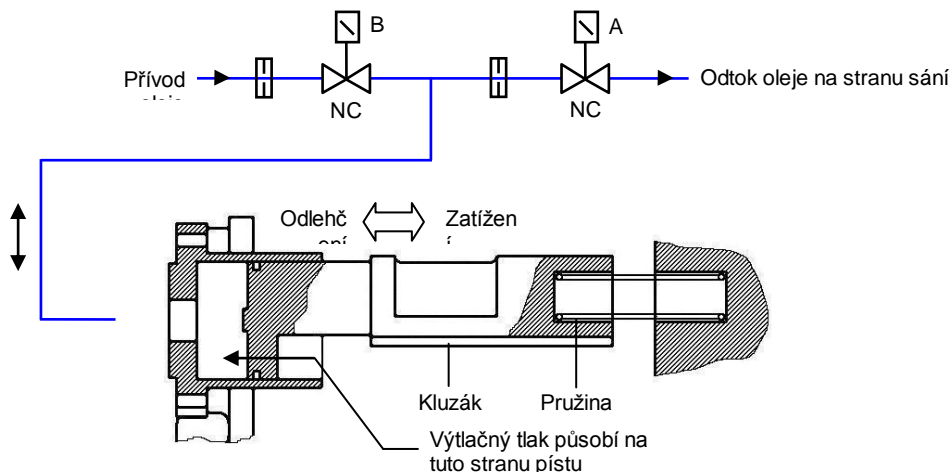 B
A
Přívod
Odtok oleje na stranu sání
NC
NC
Odlehč
Zatížen
Kluzák
Pružina
Výtlačný tlak působí na
tuto stranu pístu